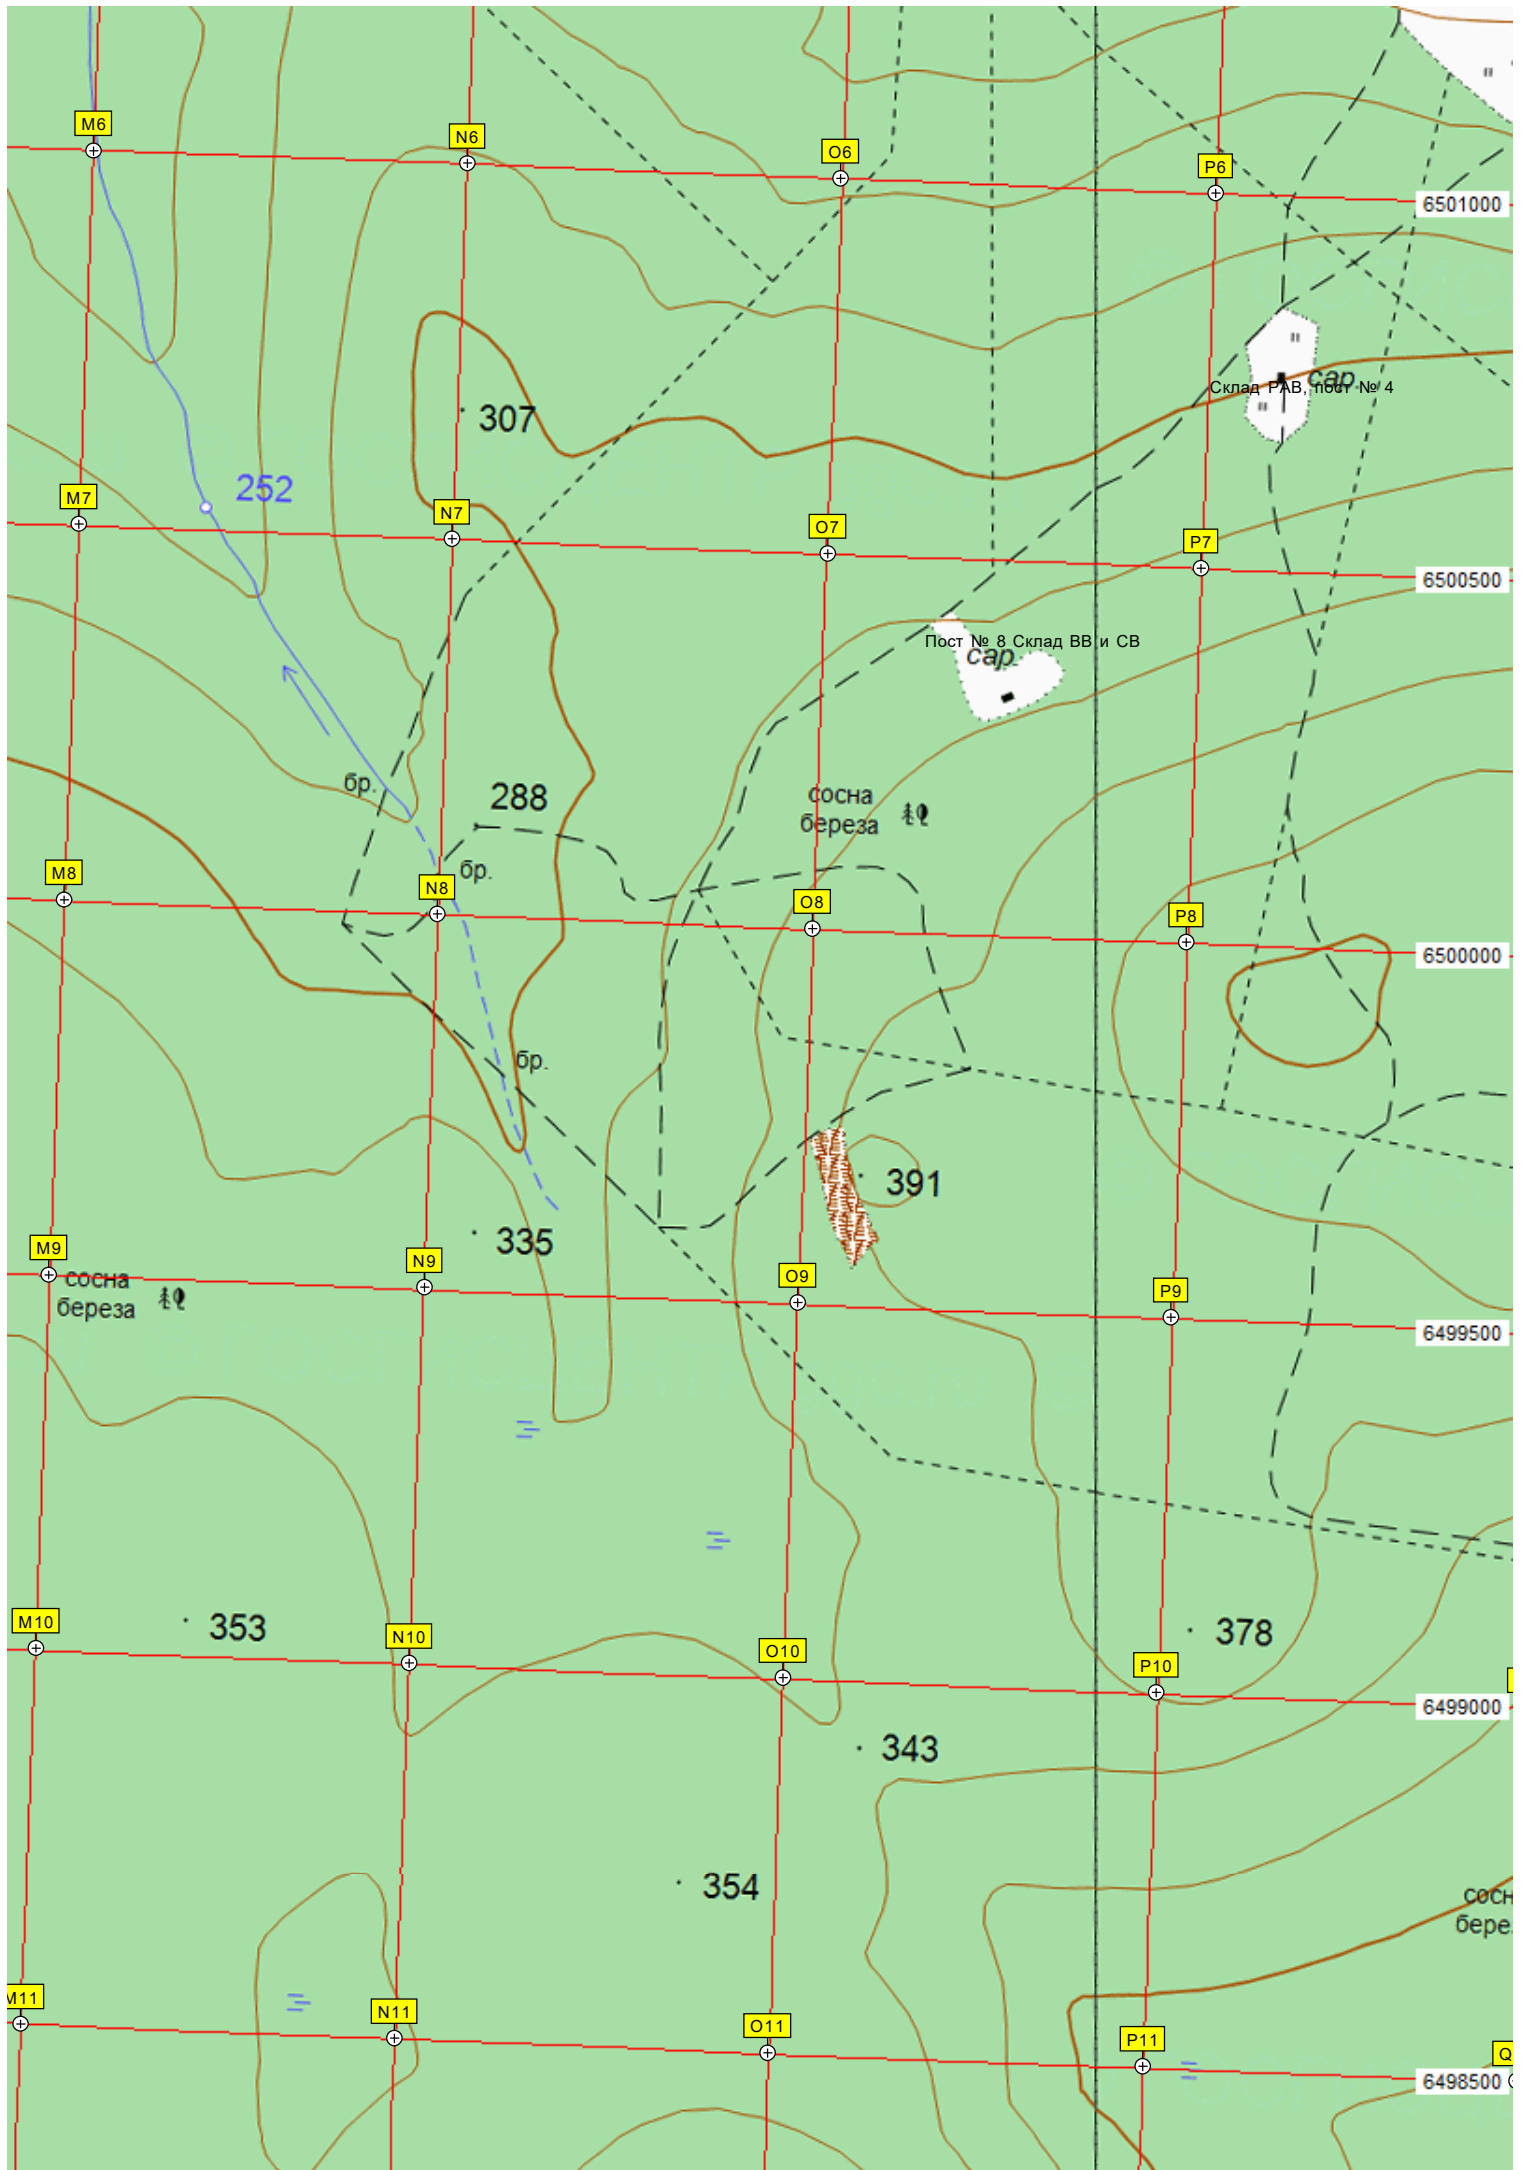 M6
N6
O6
P6
6501000
сар.
Склад РАВ, пост № 4
307
252
M7
N7
O7
P7
6500500
Пост № 8 Склад ВВ и СВ
сар.
бр.
288
сосна
береза
бр.
M8
N8
O8
P8
6500000
бр.
391
335
M9
N9
O9
P9
6499500
сосна
береза
353
378
M10
N10
O10
P10
6499000
343
354
сосн
бере.
M11
N11
O11
P11
Q
6498500